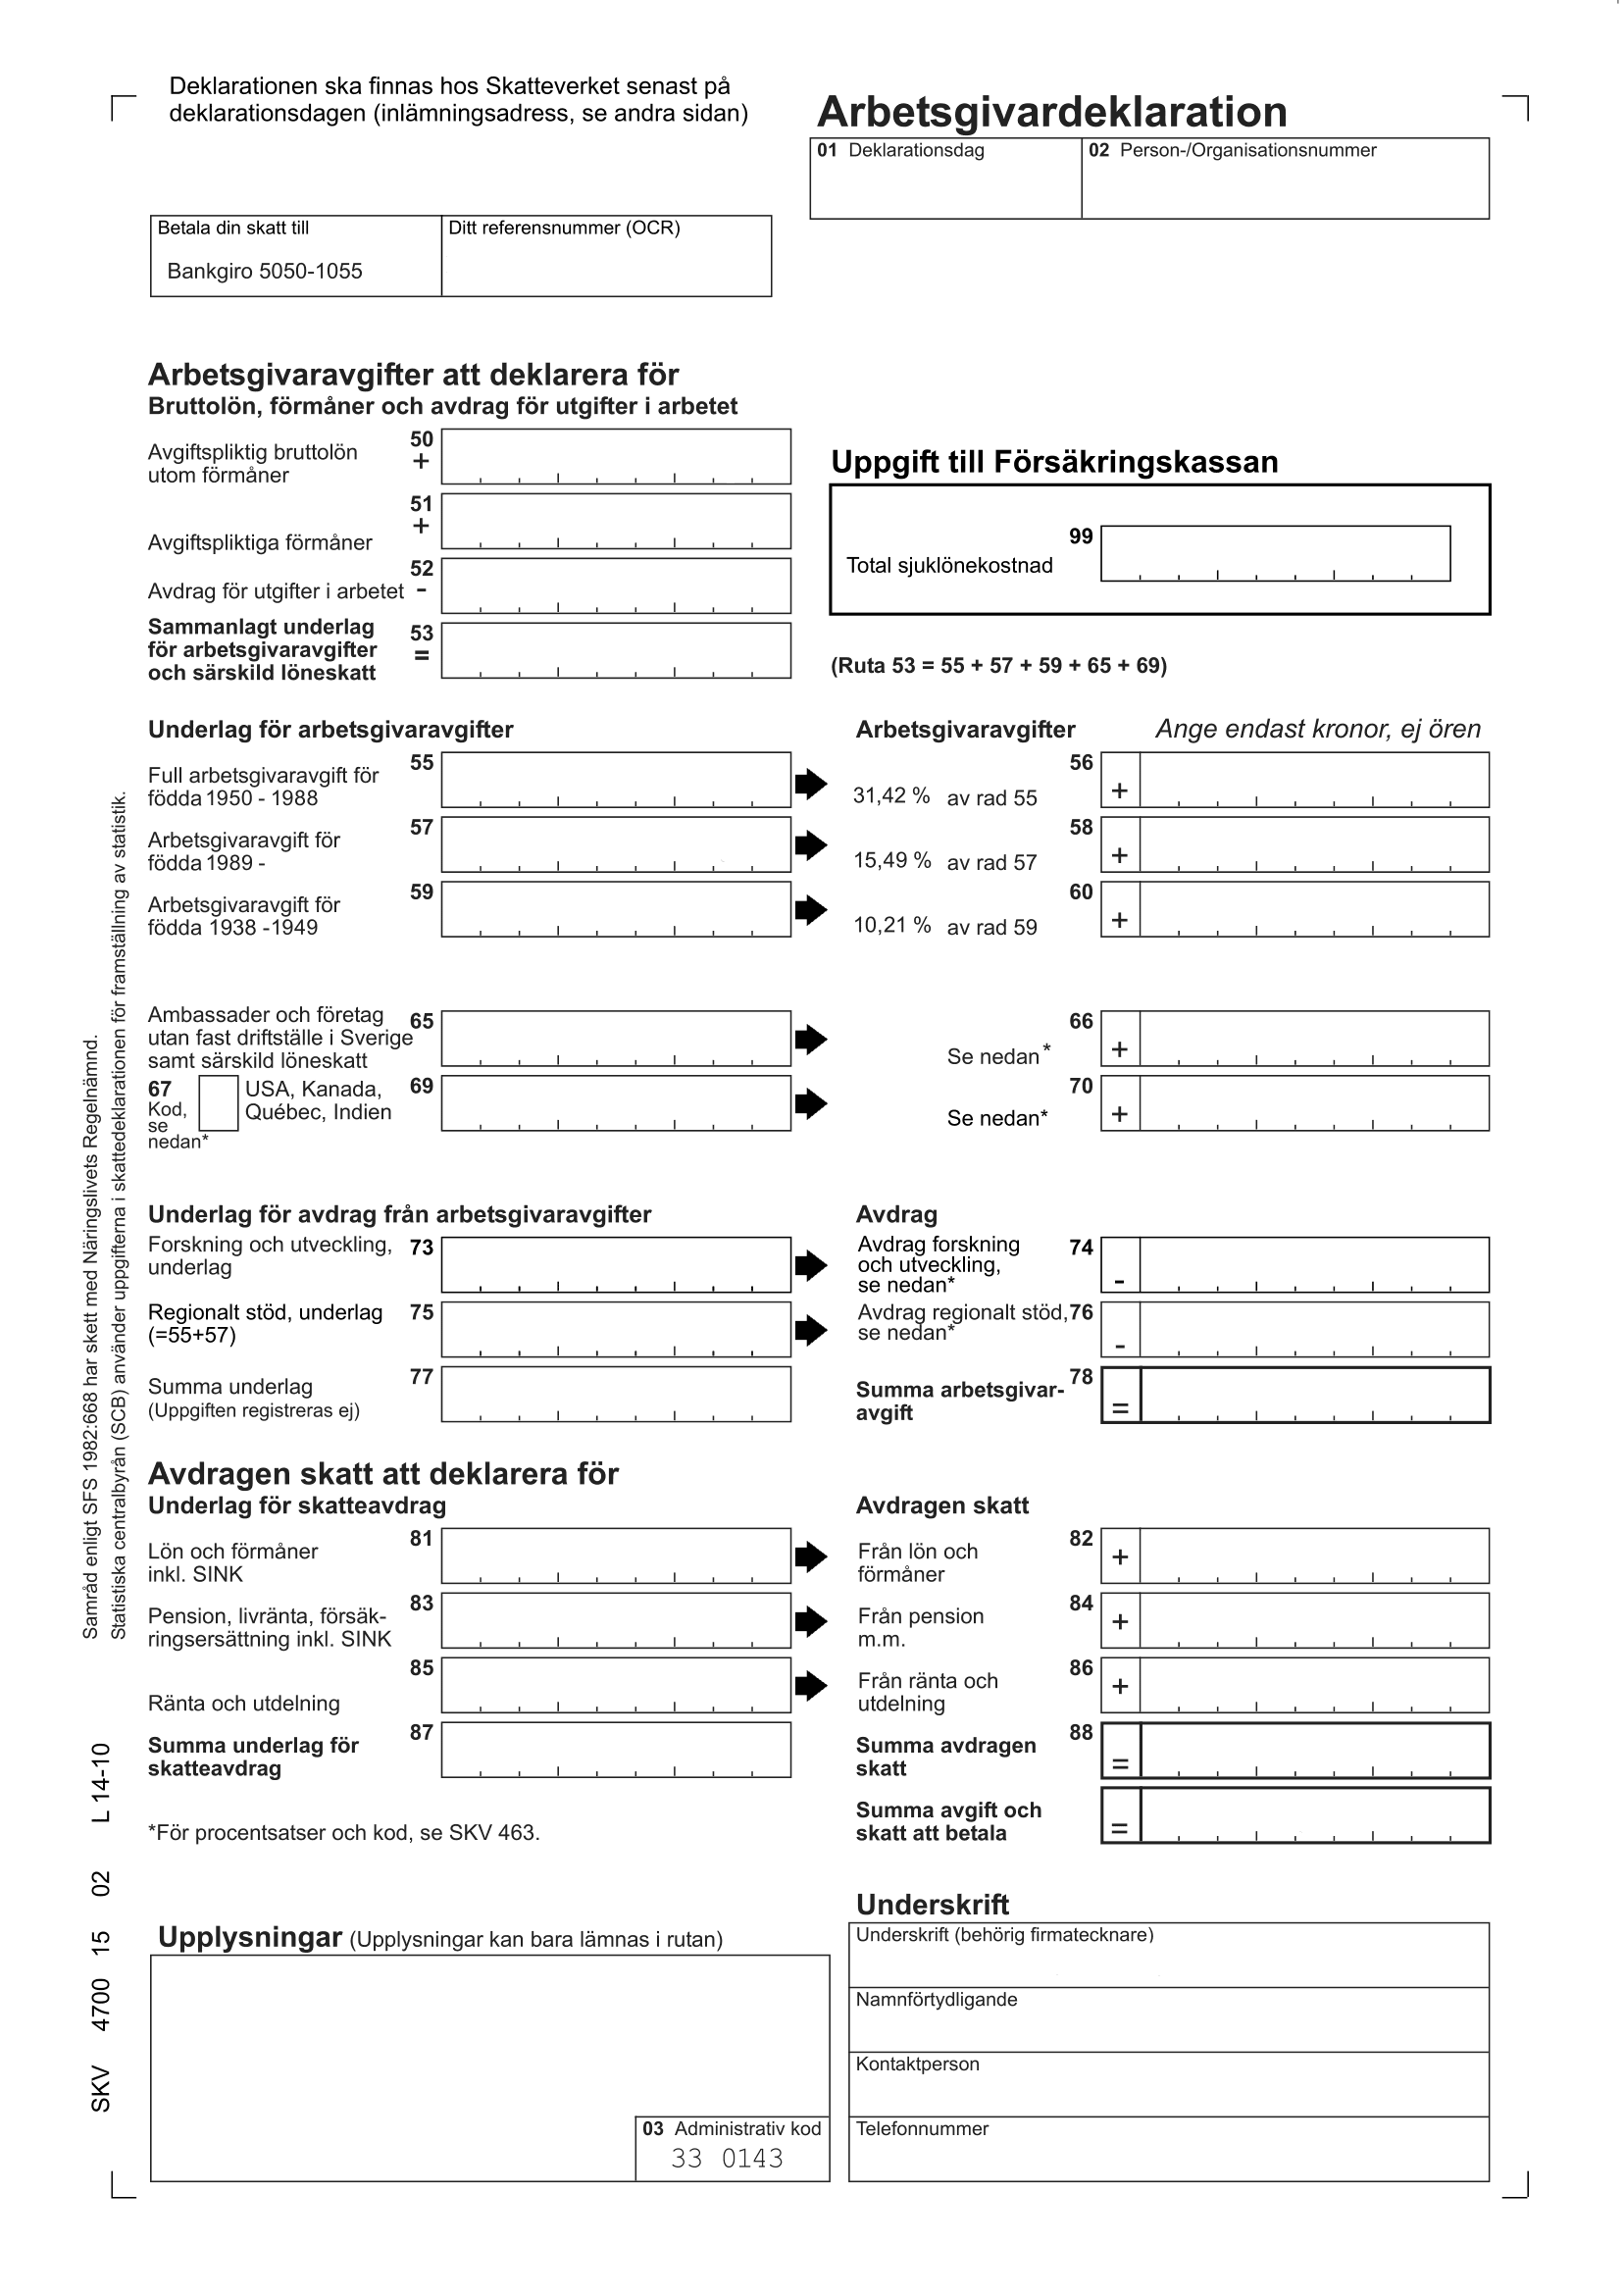 Deklarationen ska finnas hos Skatteverket senast på
deklarationsdagen (inlämningsadress, se andra sidan)
Arbetsgivardeklaration
01 Deklarationsdag
02 Person-/Organisationsnummer
Betala din skatt till
Bankgiro 5050-1055
Ditt referensnummer (OCR)
Arbetsgivaravgifter att deklarera för
Bruttolön, förmåner och avdrag för utgifter i arbetet
Avgiftspliktig bruttolön
utom förmåner
50
+
51
+
Avgiftspliktiga förmåner
52
-
Avdrag för utgifter i arbetet
Sammanlagt underlag
för arbetsgivaravgifter
och särskild löneskatt
53
=
Uppgift till Försäkringskassan
99
Total sjuklönekostnad
(Ruta 53 = 55 + 57 + 59 + 65 + 69)
Underlag för arbetsgivaravgifter
Arbetsgivaravgifter
Ange endast kronor, ej ören
Full arbetsgivaravgift för
födda 1950 - 1988
55
31,42 % av rad 55
56
+
Arbetsgivaravgift för
födda 1989 -
57
15,49 % av rad 57
58
+
Arbetsgivaravgift för
födda 1938 -1949
59
10,21 % av rad 59
60
+
Ambassader och företag
utan fast driftställe i Sverige
samt särskild löneskatt
65
Se nedan*
66
+
67
Kod,
se
nedan*
USA, Kanada,
Québec, Indien
69
Se nedan*
70
+
Underlag för avdrag från arbetsgivaravgifter
Avdrag
Forskning och utveckling,
underlag
73
Avdrag forskning
och utveckling,
se nedan*
74
-
Regionalt stöd, underlag
(=55+57)
75
Avdrag regionalt stöd,
se nedan*
76
-
Summa underlag
(Uppgiften registreras ej)
77
Summa arbetsgivar-
avgift
78
=
Avdragen skatt att deklarera för
Underlag för skatteavdrag
Avdragen skatt
Lön och förmåner
inkl. SINK
81
Från lön och
förmåner
82
+
Pension, livränta, försäk-
ringsersättning inkl. SINK
83
Från pension
m.m.
84
+
Ränta och utdelning
85
Från ränta och
utdelning
86
+
Summa underlag för
skatteavdrag
87
Summa avdragen
skatt
88
=
Summa avgift och
skatt att betala
=
*För procentsatser och kod, se SKV 463.
Upplysningar (Upplysningar kan bara lämnas i rutan)
03 Administrativ kod
33 0143
Underskrift
Underskrift (behörig firmatecknare)
Namnförtydligande
Kontaktperson
Telefonnummer
Samråd enligt SFS 1982:668 har skett med Näringslivets Regelnämnd.
Statistiska centralbyrån (SCB) använder uppgifterna i skattedeklarationen för framställning av statistik.
SKV 4700 15 02 L 14-10